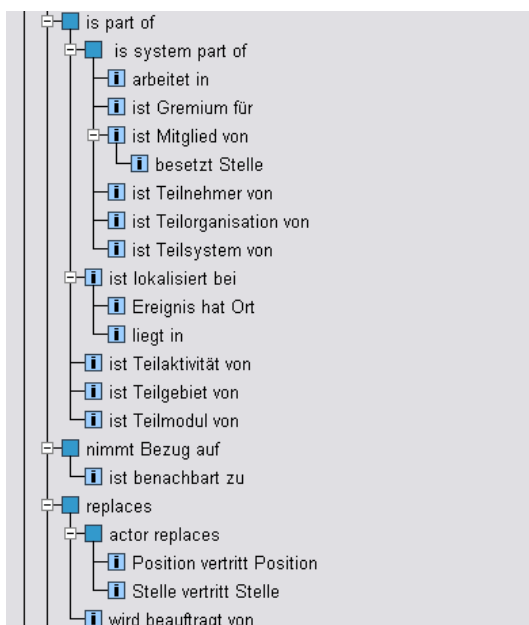 is part of
is system part of
arbeitet in
ist Gremium für
ist Mitglied von
besetzt Stelle
ist Teilnehmer von
ist Teilorganisation von
ist Teilsystem von
ist lokalisiert bei
Ereignis hat Ort
liegt in
ist Teilaktivität von
ist Teilgebiet von
ist Teilmodul von
nimmt Bezug auf
ist benachbart zu
replaces
actor replaces
Position vertritt Position
Stelle vertritt Stelle
wird beauftragt von